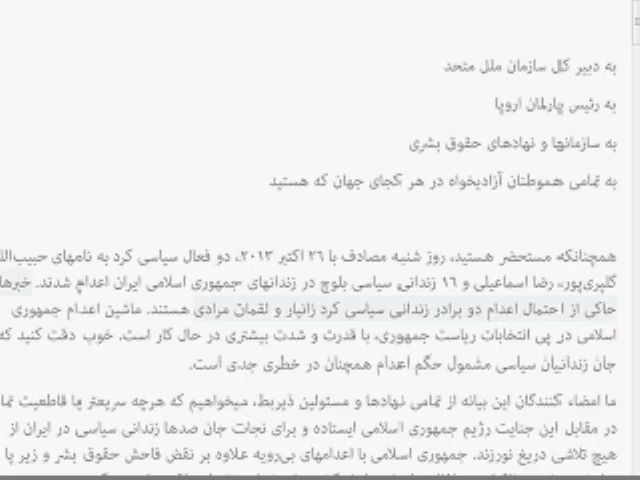 به دبیر کل سازمان ملل متحد
به رئیس پارلمان اروپا
به سازمانها و نهادهای حقوق بشری
به تمامی هموطنان آزادیخواه در هر کجای جهان که هستید
همچنانکه مستحضر هستید، روز شنبه مصادف با ٢٦ اکتبر ٢٠١٣، دو فعال سیاسی کرد به نامهای حبیب‌الله
گلپری‌پور، رضا اسماعیلی و ١٦ زندانی سیاسی بلوچ در زندانهای جمهوری اسلامی ایران اعدام شدند. خبرها
حاکی از احتمال اعدام دو برادر زندانی سیاسی کرد زانیار و لقمان مرادی هستند. ماشین اعدام جمهوری
اسلامی در پی انتخابات ریاست جمهوری، با قدرت و شدت بیشتری در حال کار است. خوب دقت کنید که
جان زندانیان سیاسی مشمول حکم اعدام همچنان در خطری جدی است.
ما امضاء کنندگان این بیانه از تمامی نهادها و مسئولین ذیربط، میخواهیم که هرچه سریعتر با قاطعیت تما
در مقابل این جنایت رژیم جمهوری اسلامی ایستاده و برای نجات جان صدها زندانی سیاسی در ایران از
هیچ تلاشی دریغ نورزند. جمهوری اسلامی با اعدامهای بی‌رویه علاوه بر نقض فاحش حقوق بشر و زیر پا